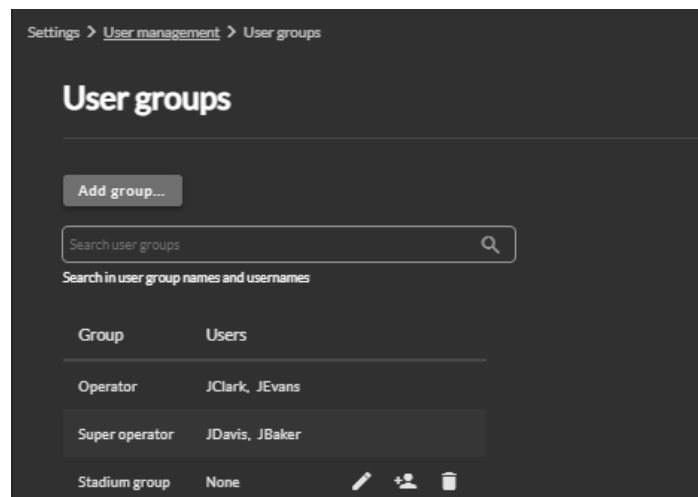 Settings > User management > User groups
User groups
Add group...
Search user groups
Search in user group names and usernames
Group Users
Operator JClark, JEvans
Super operator JDavis, JBaker
Stadium group None